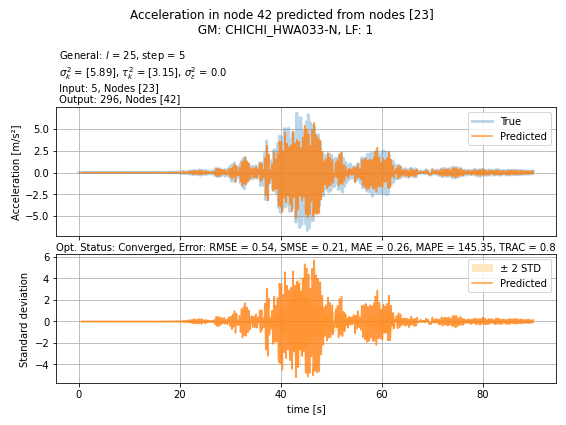 Acceleration in node 42 predicted from nodes [23]
GM: CHICHI_HWA033-N, LF: 1
General: l = 25, step = 5
σ²ₖ = [5.89], τ²ₖ = [3.15], σ²ε = 0.0
Input: 5, Nodes [23]
Output: 296, Nodes [42]
Acceleration [m/s²]
5.0
2.5
0.0
−2.5
−5.0
True
Predicted
Opt. Status: Converged, Error: RMSE = 0.54, SMSE = 0.21, MAE = 0.26, MAPE = 145.35, TRAC = 0.8
Standard deviation
6
4
2
0
−2
−4
± 2 STD
Predicted
0 20 40 60 80
time [s]